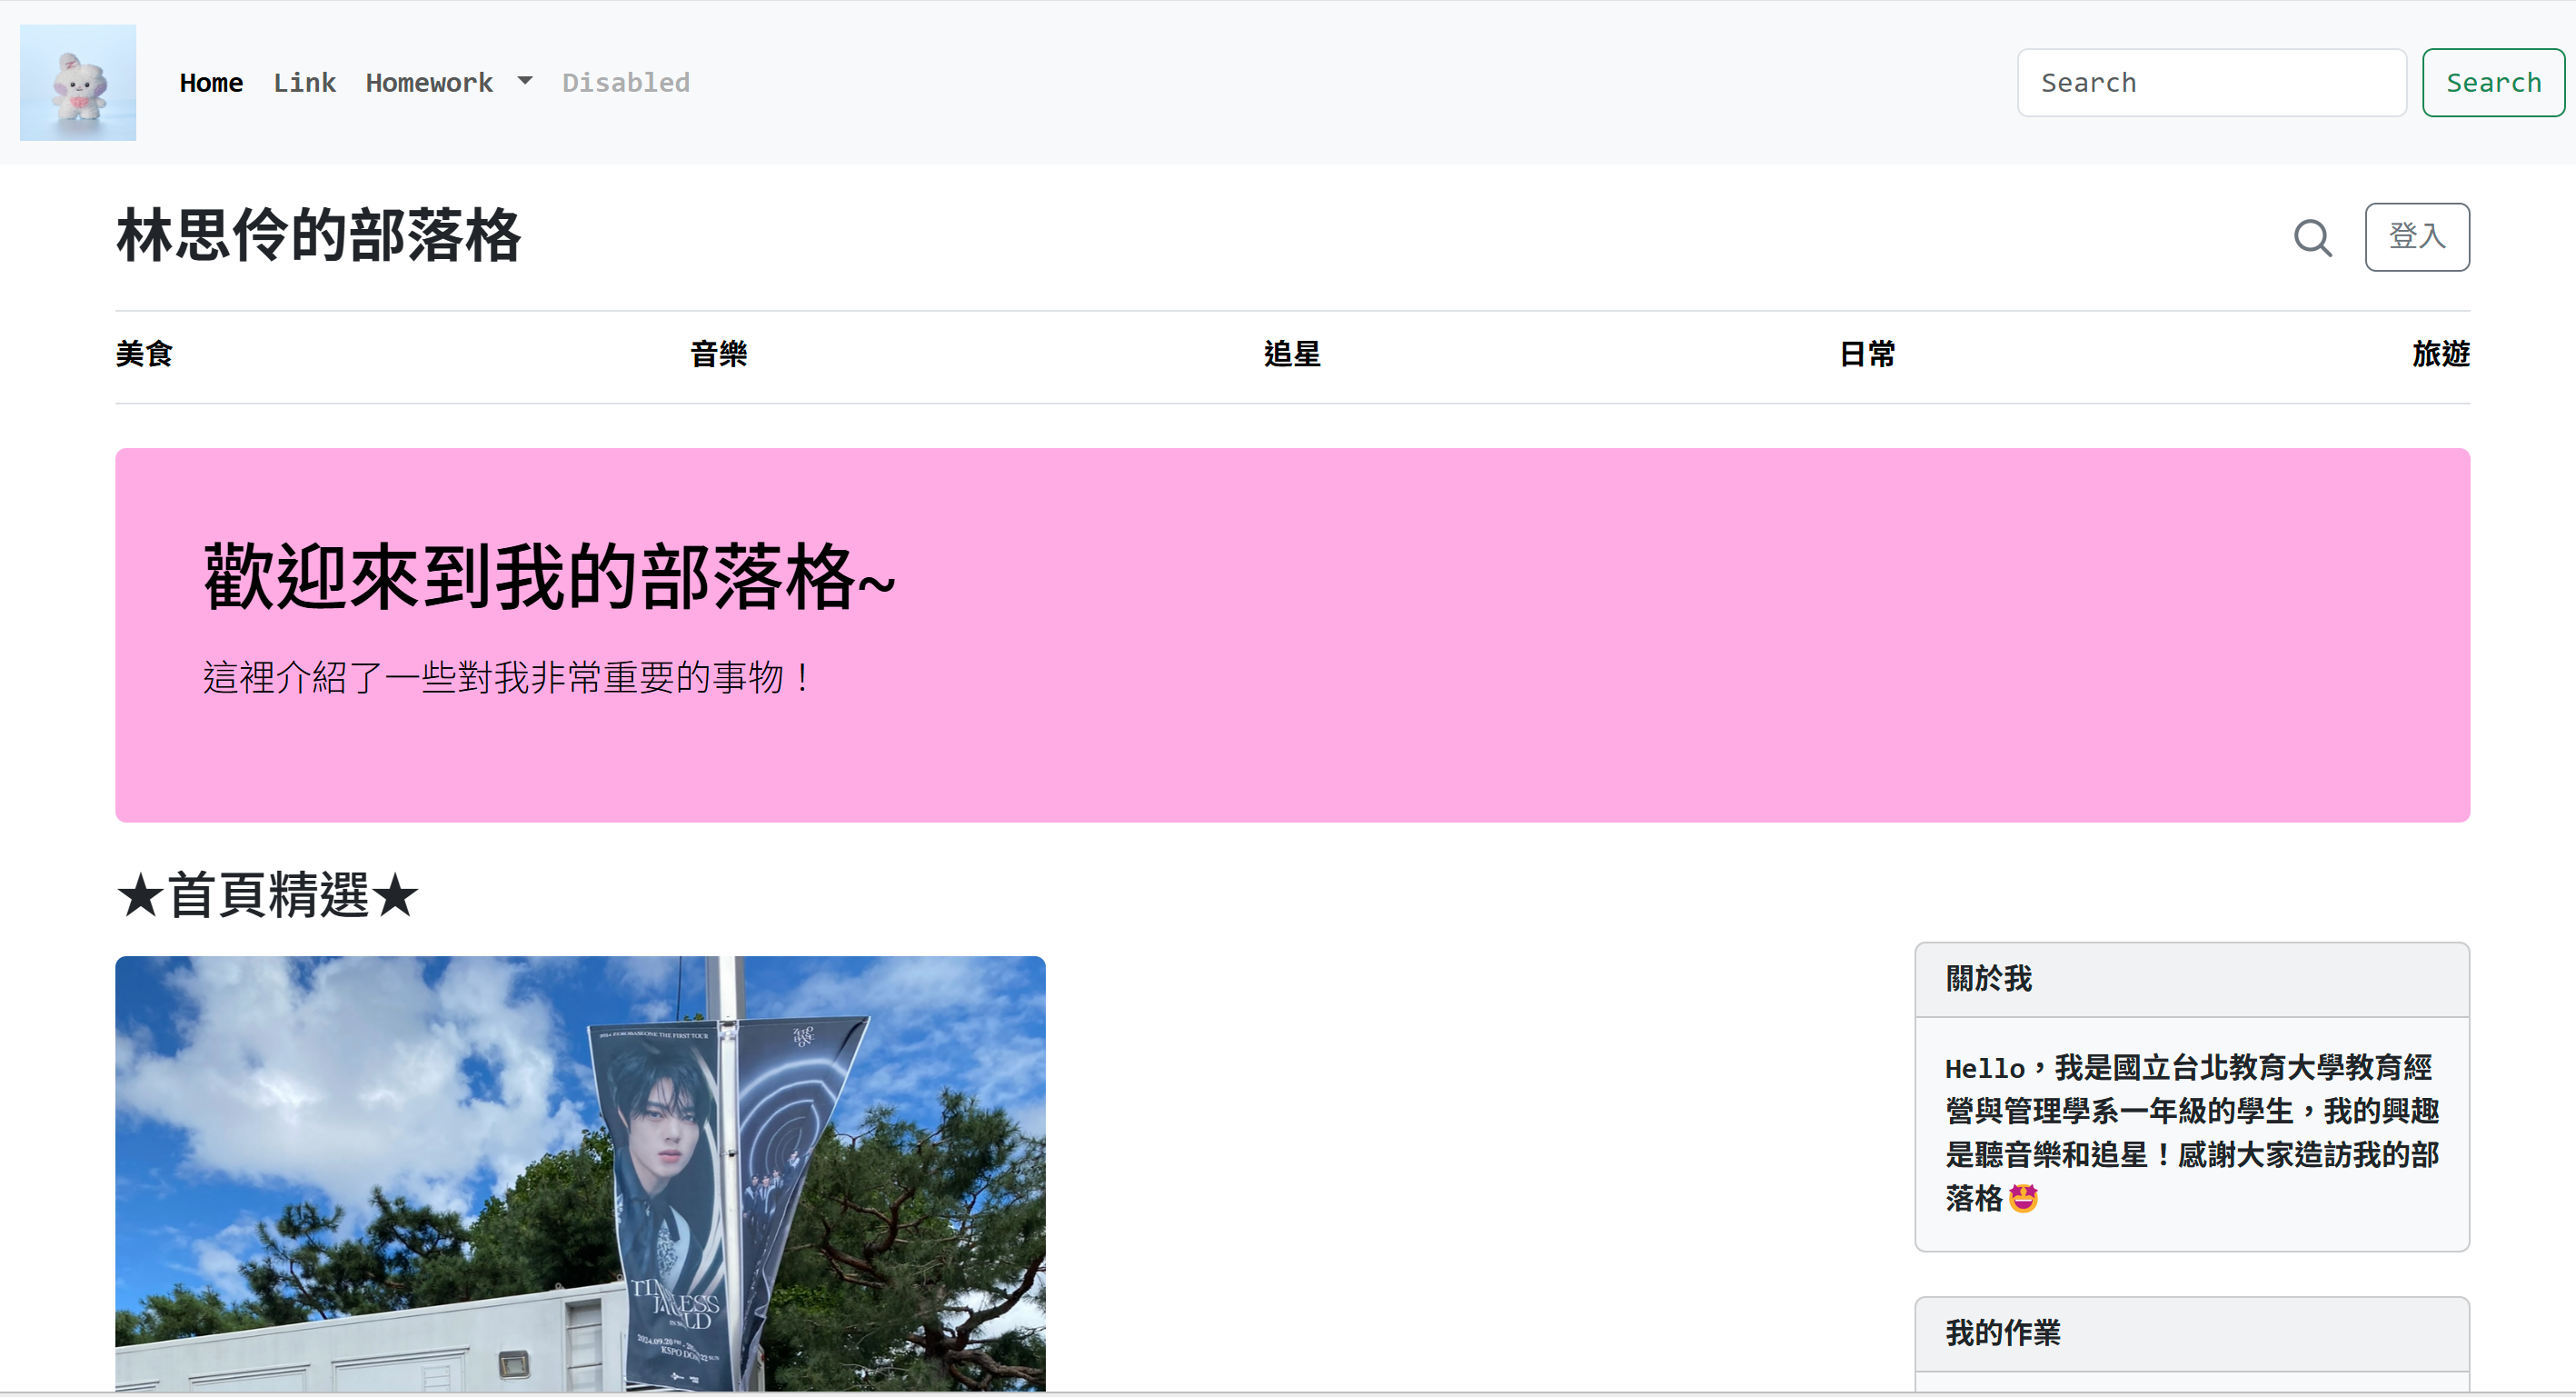 Home Link Homework Disabled Search Search
林思伶的部落格 登入
美食 音樂 追星 日常 旅遊
歡迎來到我的部落格~
這裡介紹了一些對我非常重要的事物！
★首頁精選★
2024 ZEROBASEONE THE FIRST TOUR
關於我
Hello，我是國立台北教育大學教育經
營與管理學系一年級的學生，我的興趣
是聽音樂和追星！感謝大家造訪我的部
落格🤩
我的作業